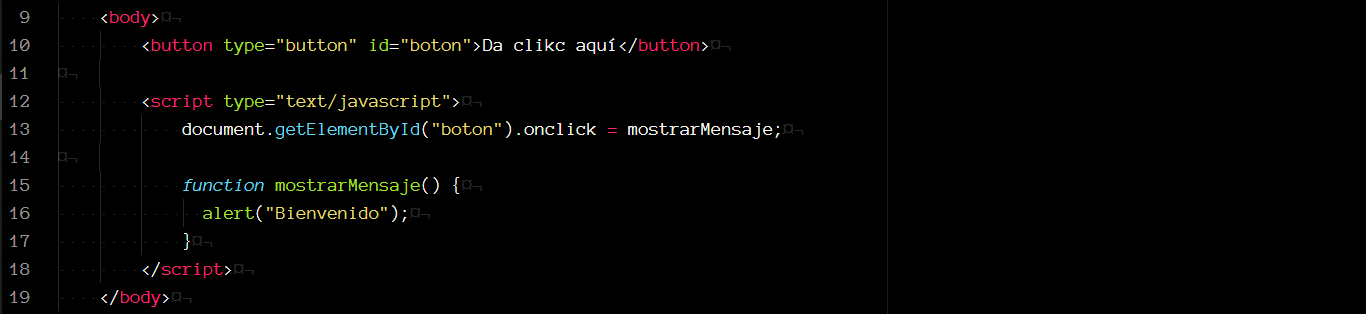 9 <body>¤¬
10 <button type="button" id="boton">Da clikc aquí</button>¤¬
11 ¤¬
12 <script type="text/javascript">¤¬
13 document.getElementById("boton").onclick = mostrarMensaje;¤¬
14 ¤¬
15 function mostrarMensaje() {¤¬
16 alert("Bienvenido");¤¬
17 }¤¬
18 </script>¤¬
19 </body>¤¬